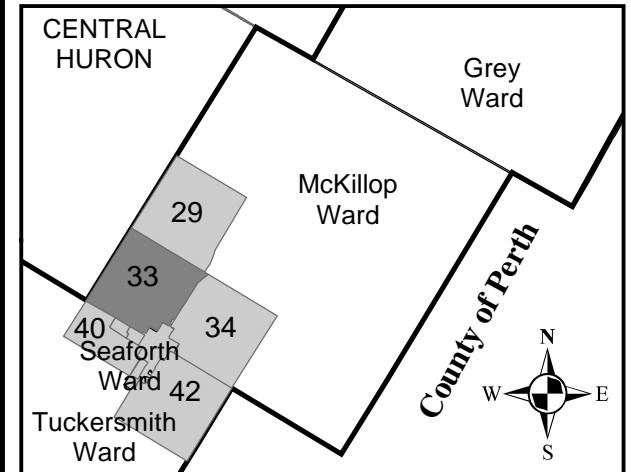 CENTRAL
HURON
Grey
Ward
McKillop
Ward
29
33
34
40
Seaforth
Ward
42
Tuckersmith
Ward
County of Perth
N
W
E
S